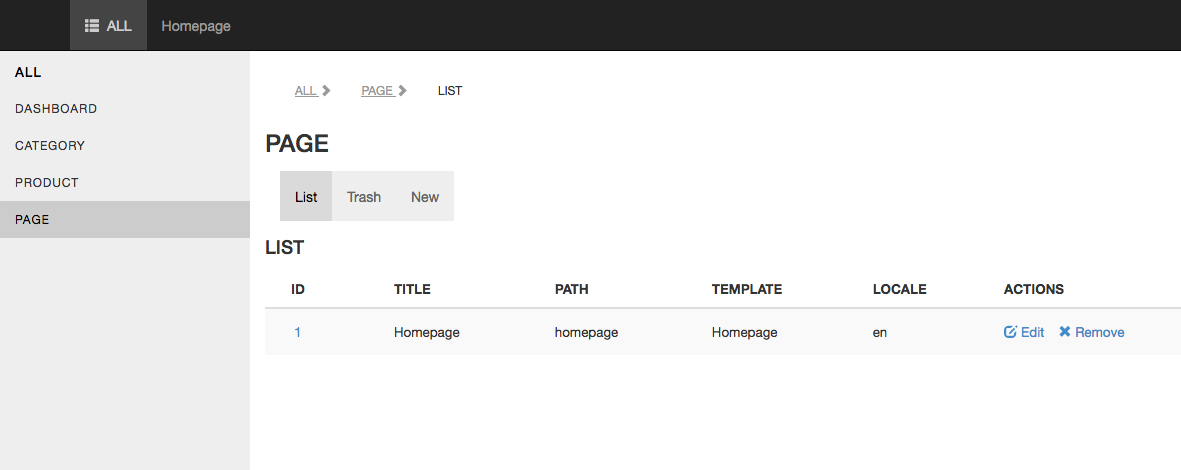 ALL Homepage
ALL
DASHBOARD
CATEGORY
PRODUCT
PAGE
ALL PAGE LIST
PAGE
List Trash New
LIST
ID TITLE PATH TEMPLATE LOCALE ACTIONS
1 Homepage homepage Homepage en Edit Remove